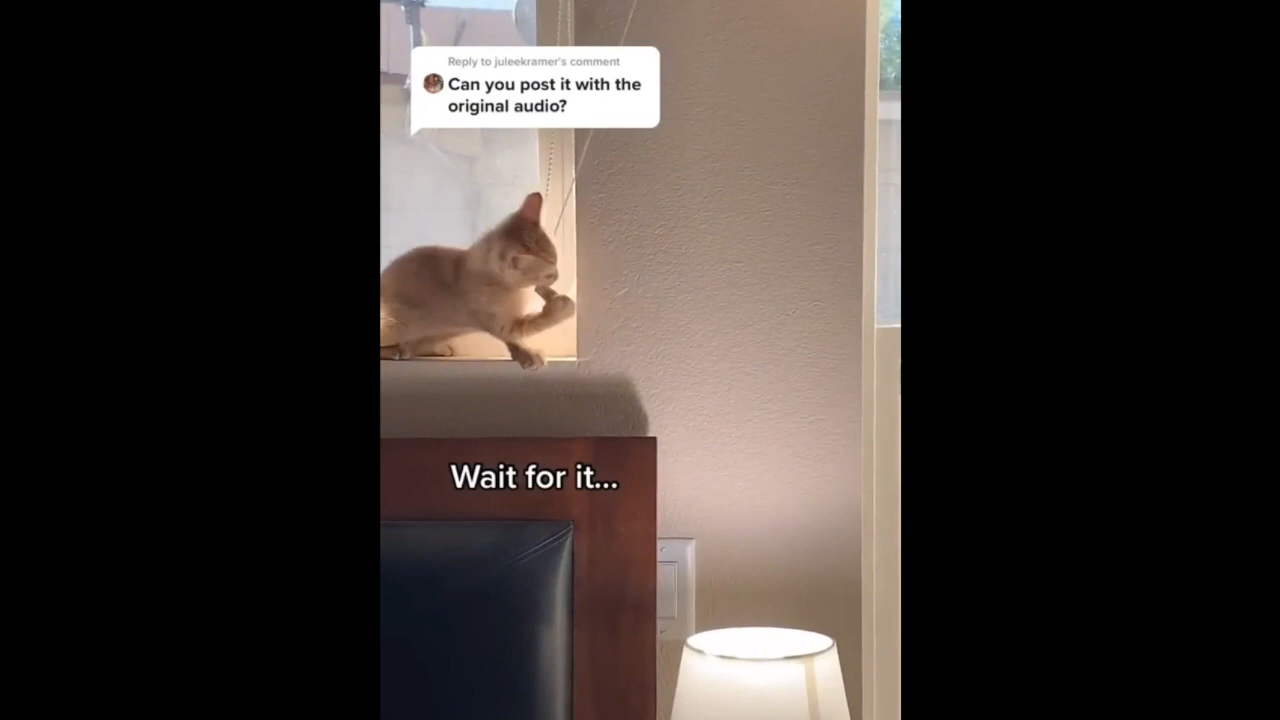 Reply to juleekramer's comment
Can you post it with the
original audio?
Wait for it...